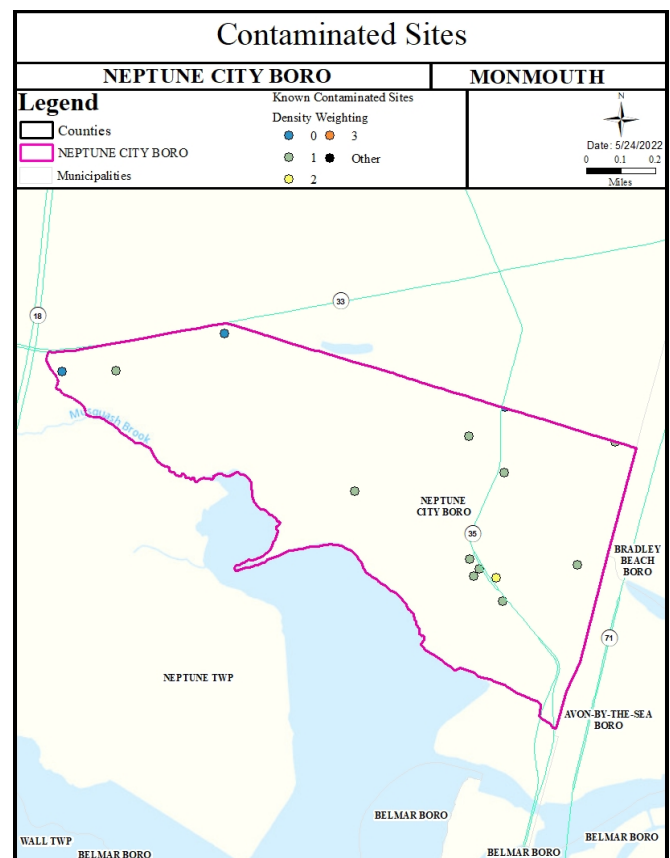 Contaminated Sites
NEPTUNE CITY BORO
MONMOUTH
Legend
Counties
NEPTUNE CITY BORO
Municipalities
Known Contaminated Sites
Density Weighting
0 3
1 Other
2
N
Date: 5/24/2022
0 0.1 0.2
Miles
33
18
Musquash Brook
NEPTUNE
CITY BORO
35
BRADLEY
BEACH
BORO
71
NEPTUNE TWP
AVON-BY-THE-SEA
BORO
BELMAR BORO
WALL TWP
BELMAR BORO
BELMAR BORO
BELMAR BORO